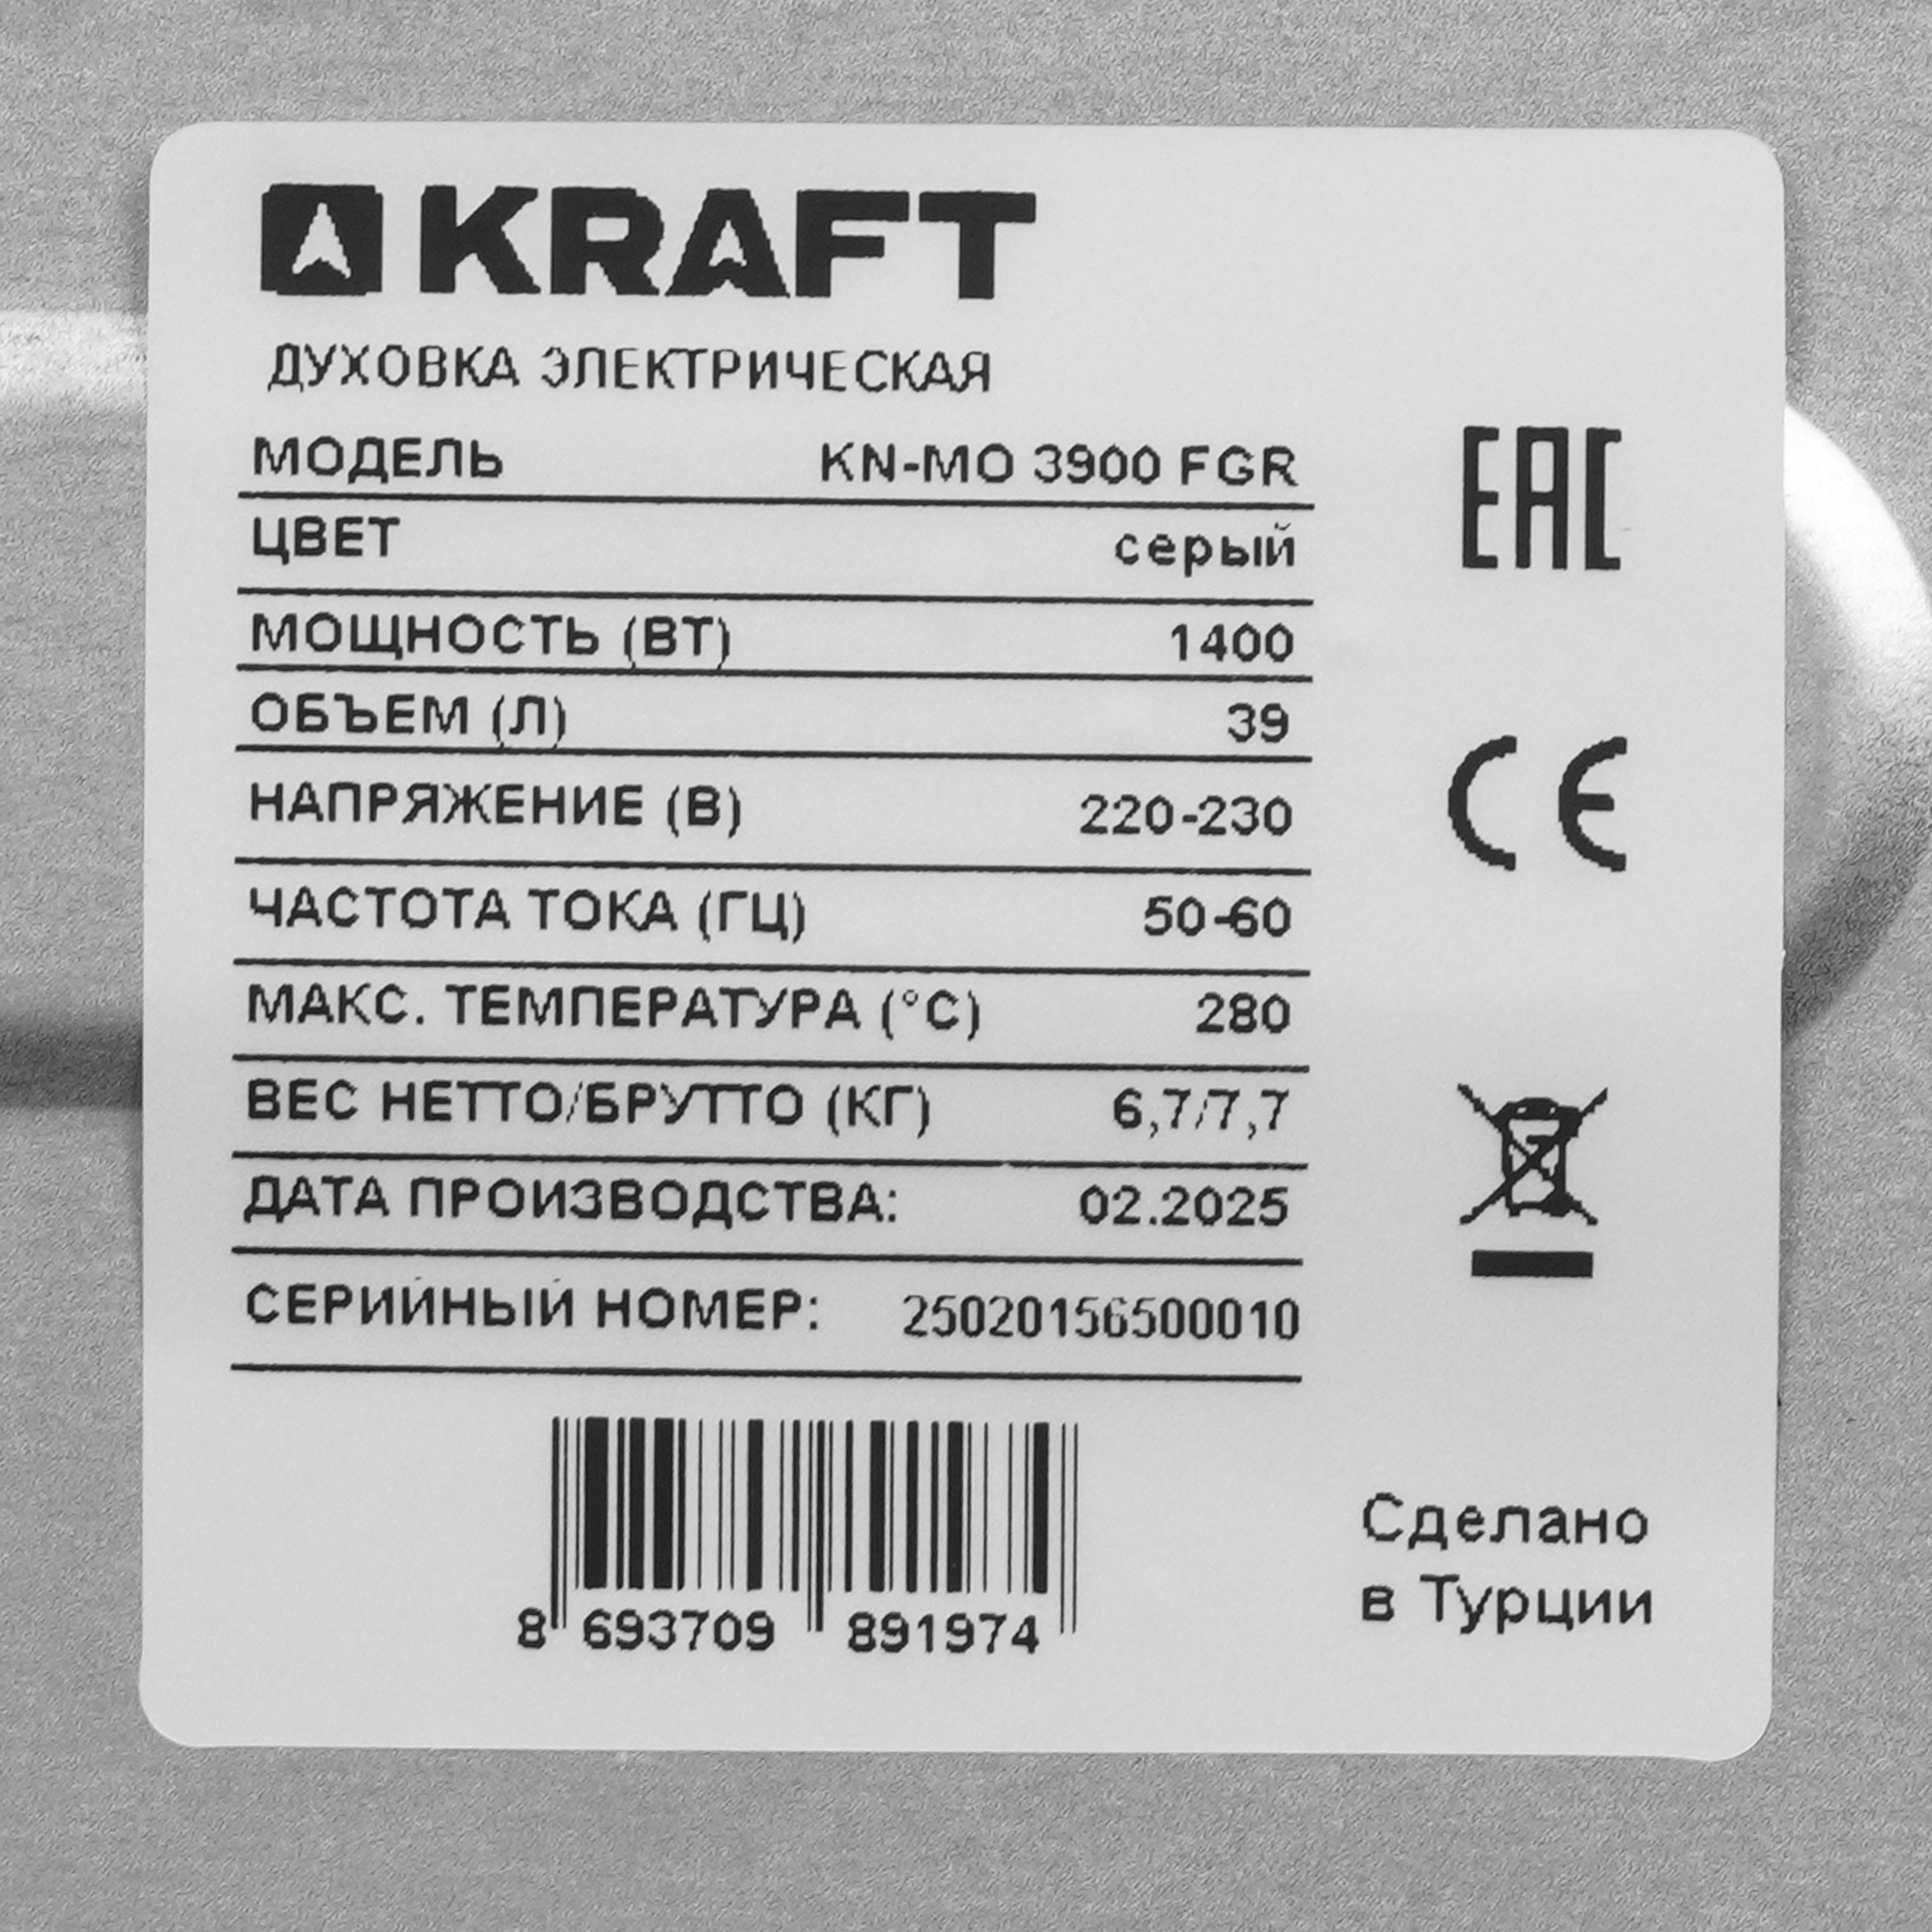 KRAFT
ДУХОВКА ЭЛЕКТРИЧЕСКАЯ
МОДЕЛЬ KN-MO 3900 FGR
ЦВЕТ серый
МОЩНОСТЬ (ВТ) 1400
ОБЪЕМ (Л) 39
НАПРЯЖЕНИЕ (В) 220-230
ЧАСТОТА ТОКА (ГЦ) 50-60
МАКС. ТЕМПЕРАТУРА (°C) 280
ВЕС НЕТТО/БРУТТО (КГ) 6,7/7,7
ДАТА ПРОИЗВОДСТВА: 02.2025
СЕРИЙНЫЙ НОМЕР: 25020156500010
EAC
CE
8 693709 891974
Сделано
в Турции